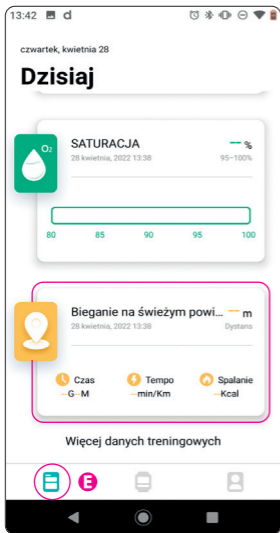 13:42 d
czwartek, kwietnia 28
Dzisiaj
O₂
SATURACJA --%
28 kwietnia, 2022 13:38 95-100%
80 85 90 95 100
Bieganie na świeżym powi... -- m
28 kwietnia, 2022 13:38 Dystans
Czas Tempo Spalanie
--G--M --min/Km --Kcal
Więcej danych treningowych
E